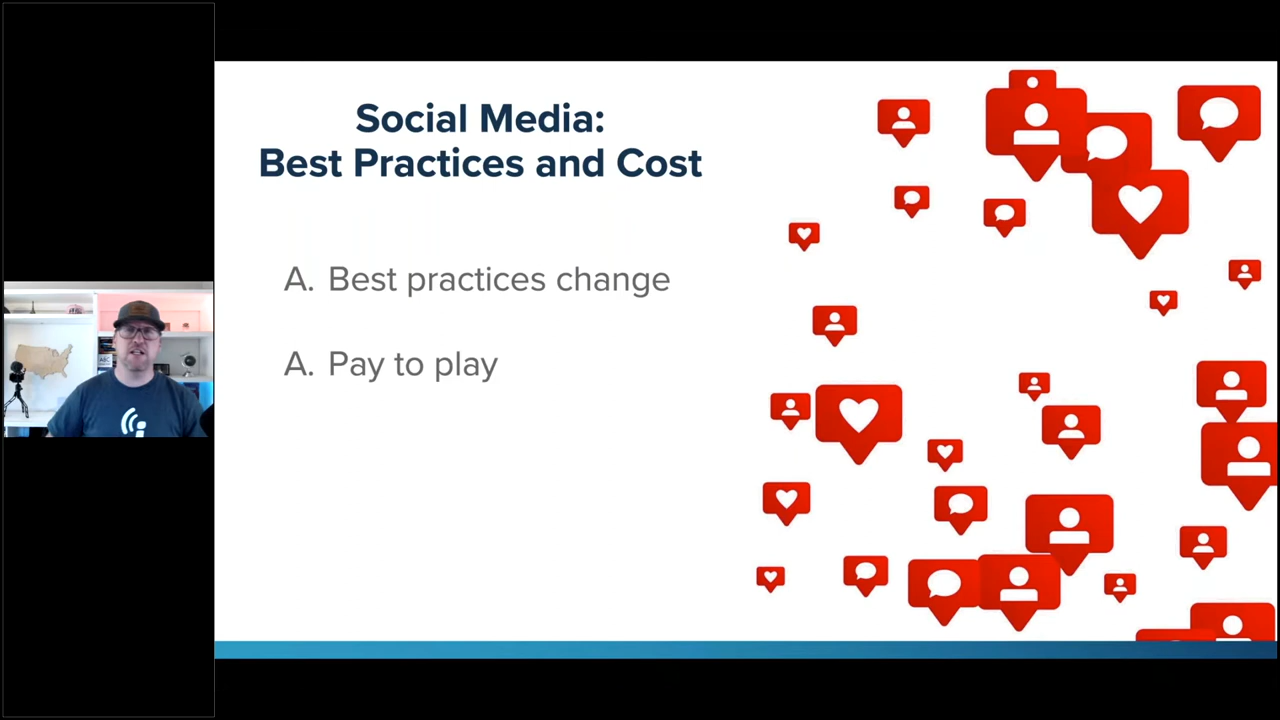 Social Media:
Best Practices and Cost
A. Best practices change
A. Pay to play